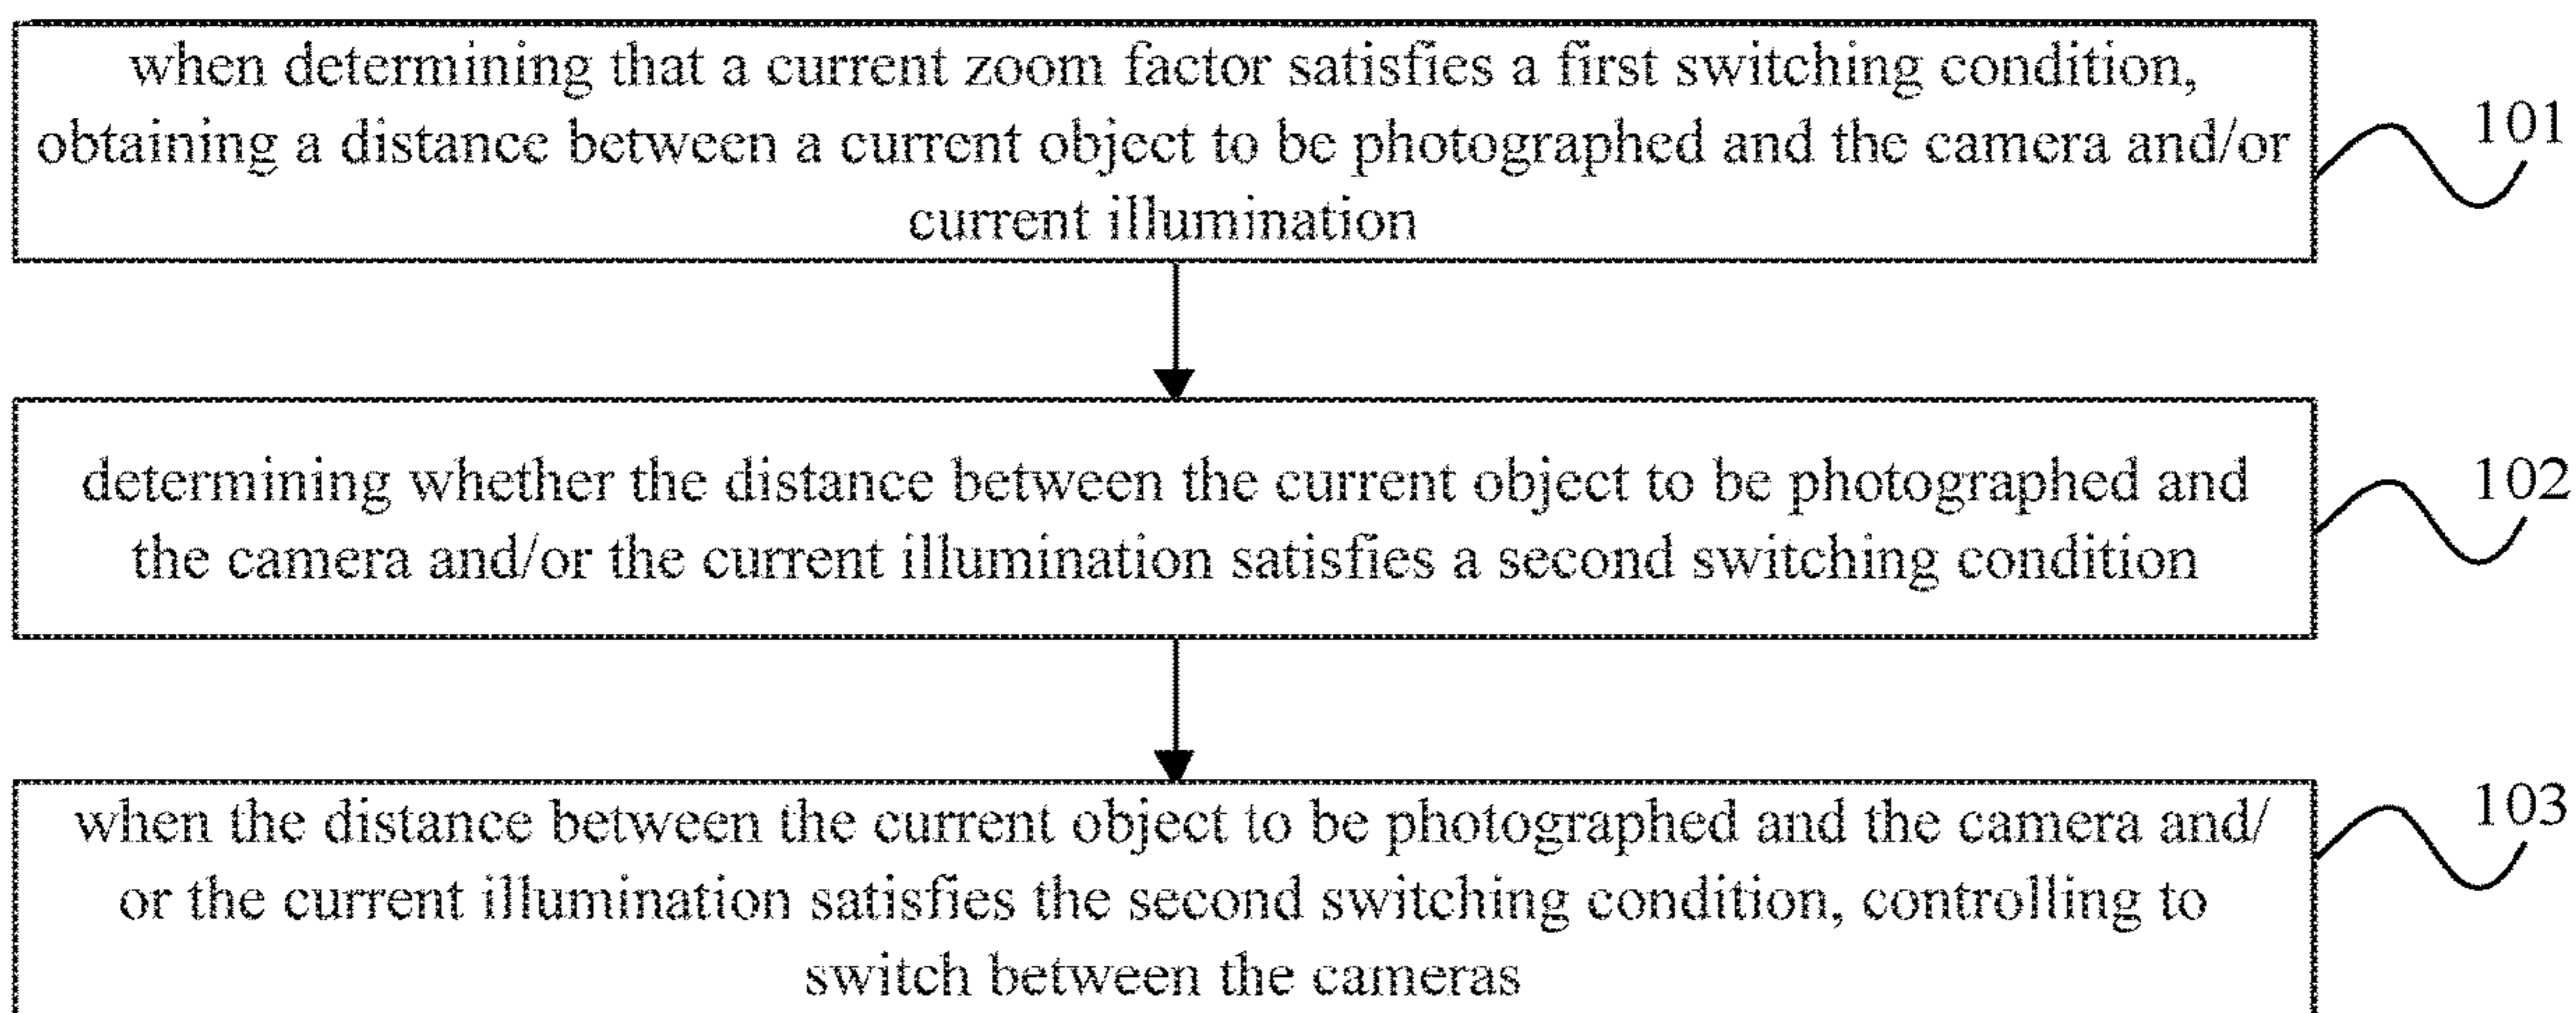 when determining that a current zoom factor satisfies a first switching condition,
obtaining a distance between a current object to be photographed and the camera and/or
current illumination
101
determining whether the distance between the current object to be photographed and
the camera and/or the current illumination satisfies a second switching condition
102
when the distance between the current object to be photographed and the camera and/
or the current illumination satisfies the second switching condition, controlling to
switch between the cameras
103